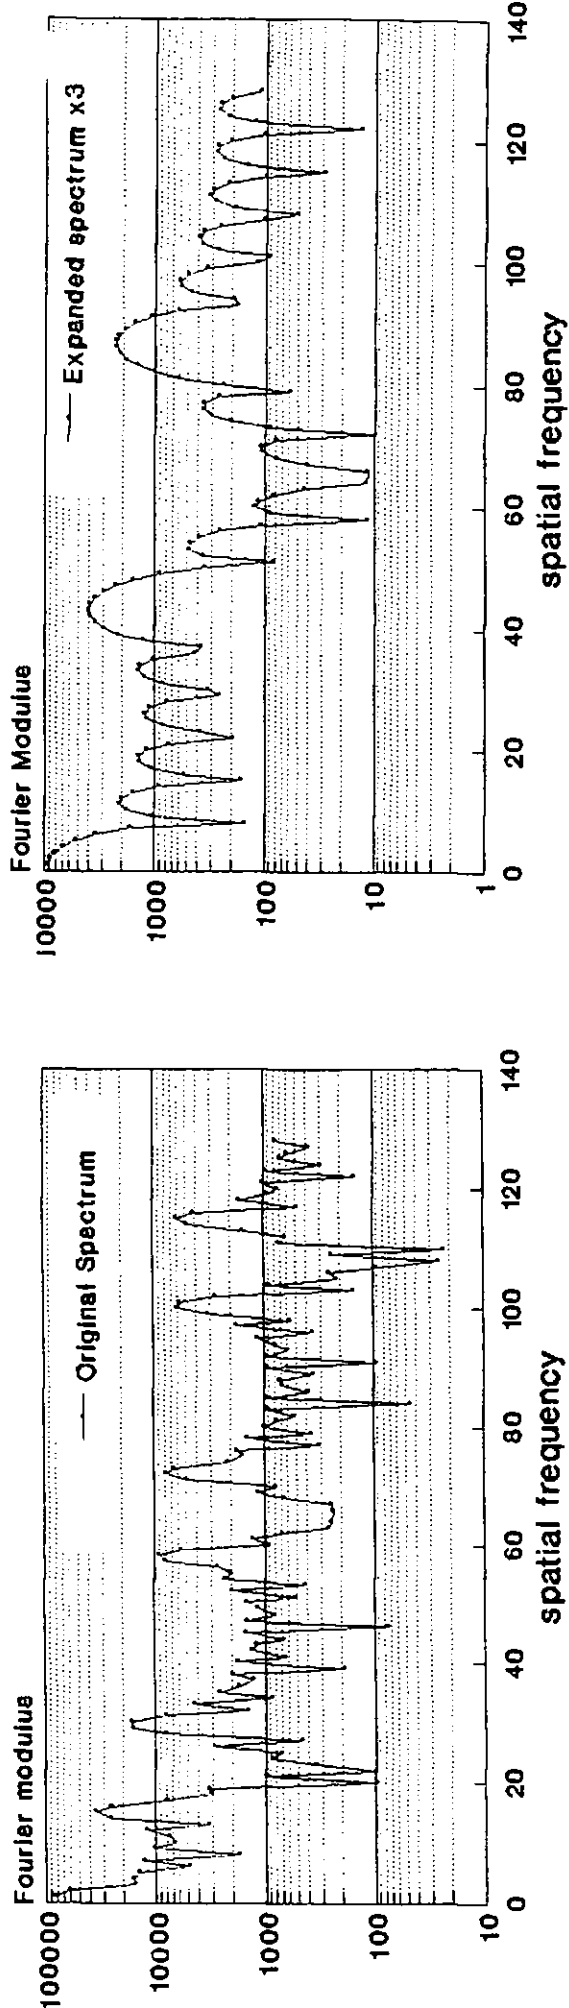 Fourier modulus
100000
Original Spectrum
10000
1000
100
10
0 20 40 60 80 100 120 140
spatial frequency
Fourier Modulus
10000
Expanded spectrum x3
1000
100
10
1
0 20 40 60 80 100 120 140
spatial frequency